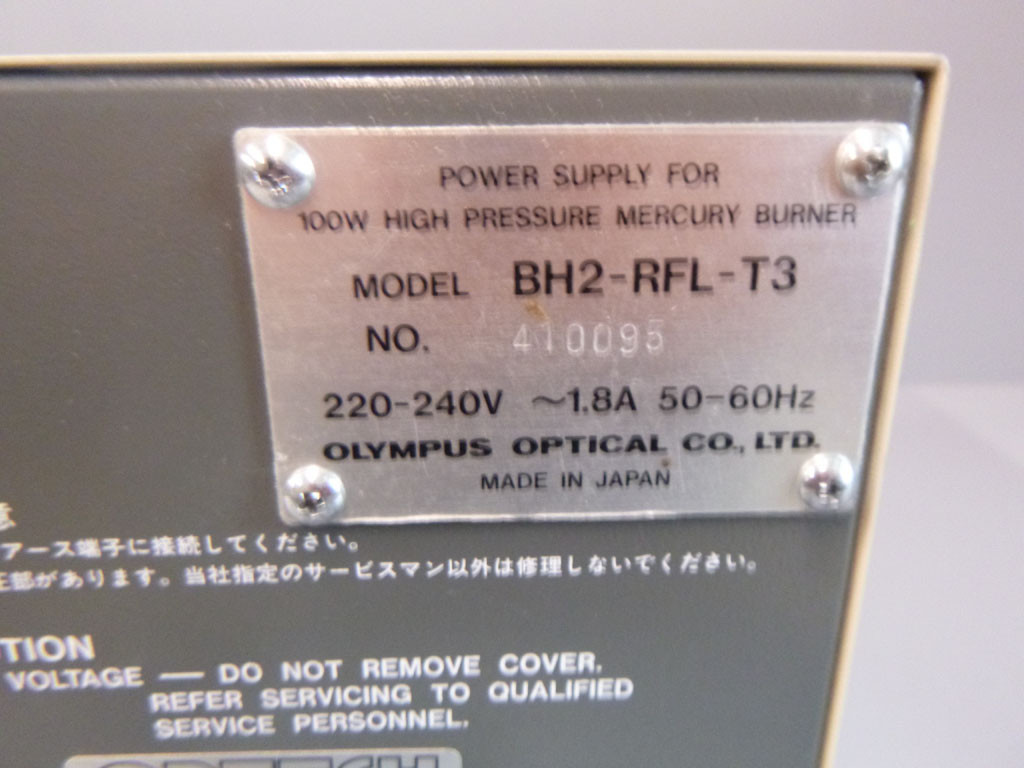 POWER SUPPLY FOR
100W HIGH PRESSURE MERCURY BURNER
MODEL BH2-RFL-T3
NO. 410095
220-240V ~1.8A 50-60Hz
OLYMPUS OPTICAL CO., LTD.
MADE IN JAPAN
意
アース端子に接続してください。
圧部があります。当社指定のサービスマン以外は修理しないでください。
TION
VOLTAGE — DO NOT REMOVE COVER.
REFER SERVICING TO QUALIFIED
SERVICE PERSONNEL.